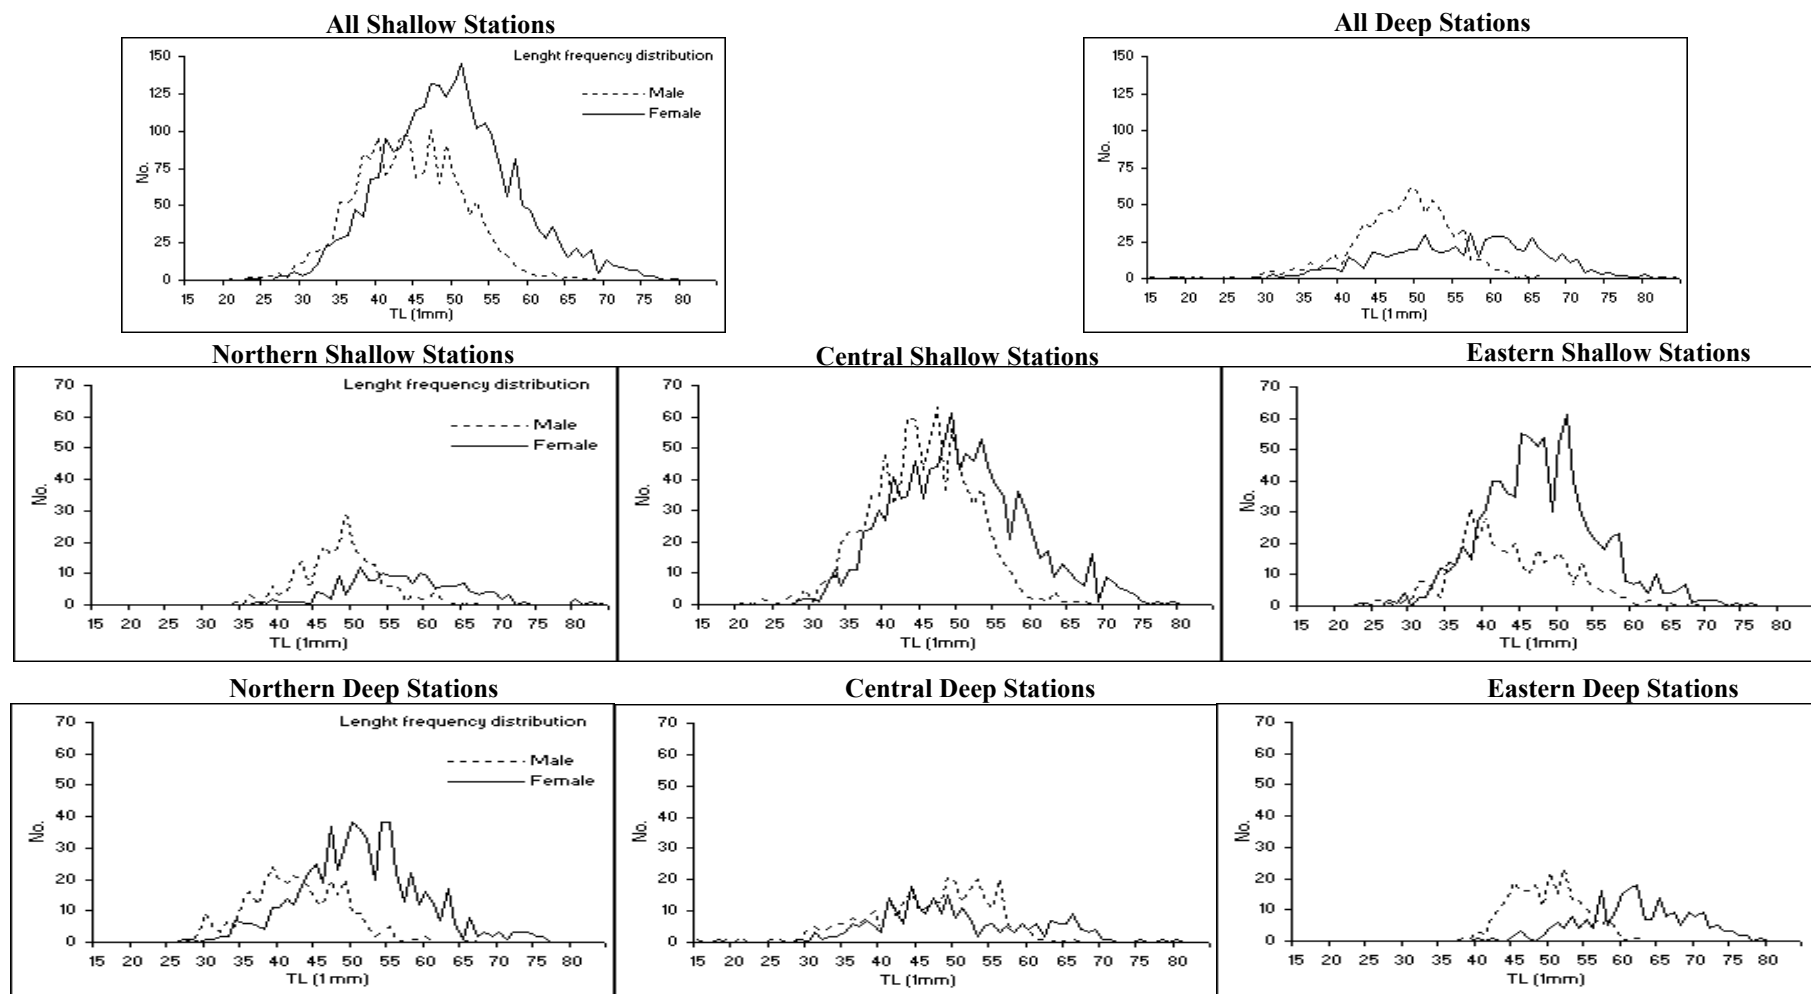 All Shallow Stations
Lenght frequency distribution
Male
Female
No.
150
125
100
75
50
25
0
15 20 25 30 35 40 45 50 55 60 65 70 75 80
TL (1mm)
All Deep Stations
No.
150
125
100
75
50
25
0
15 20 25 30 35 40 45 50 55 60 65 70 75 80
TL (1mm)
Northern Shallow Stations
Lenght frequency distribution
Male
Female
No.
70
60
50
40
30
20
10
0
15 20 25 30 35 40 45 50 55 60 65 70 75 80
TL (1mm)
Central Shallow Stations
No.
70
60
50
40
30
20
10
0
15 20 25 30 35 40 45 50 55 60 65 70 75 80
TL (1mm)
Eastern Shallow Stations
No.
70
60
50
40
30
20
10
0
15 20 25 30 35 40 45 50 55 60 65 70 75 80
TL (1mm)
Northern Deep Stations
Lenght frequency distribution
Male
Female
No.
70
60
50
40
30
20
10
0
15 20 25 30 35 40 45 50 55 60 65 70 75 80
TL (1mm)
Central Deep Stations
No.
70
60
50
40
30
20
10
0
15 20 25 30 35 40 45 50 55 60 65 70 75 80
TL (1mm)
Eastern Deep Stations
No.
70
60
50
40
30
20
10
0
15 20 25 30 35 40 45 50 55 60 65 70 75 80
TL (1mm)